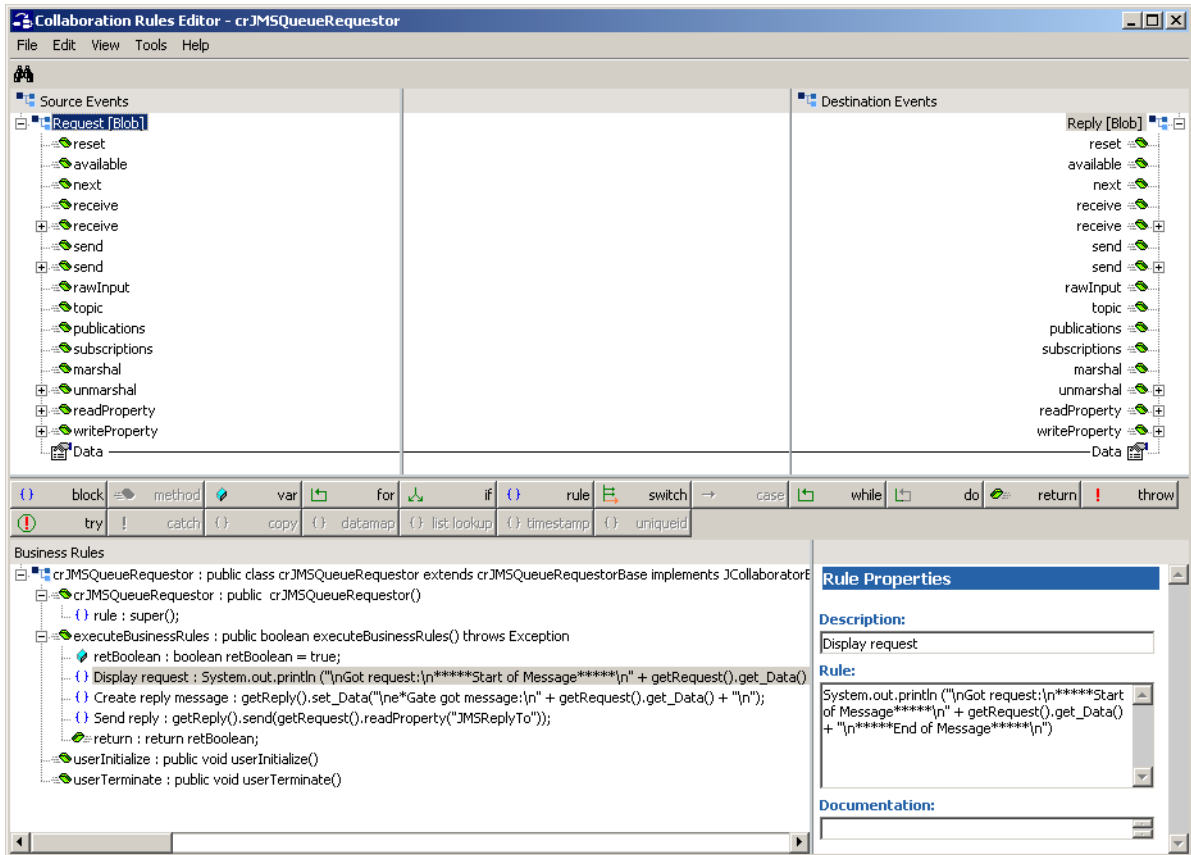 Collaboration Rules Editor - crJMSQueueRequestor
File Edit View Tools Help
Source Events
Destination Events
Request [Blob]
Reply [Blob]
reset
reset
available
available
next
next
receive
receive
receive
receive
send
send
send
send
rawInput
rawInput
topic
topic
publications
publications
subscriptions
subscriptions
marshal
marshal
unmarshal
unmarshal
readProperty
readProperty
writeProperty
writeProperty
Data
Data
block method var for if rule switch case while do return throw
try catch copy datamap list lookup timestamp uniqueid
Business Rules
crJMSQueueRequestor : public class crJMSQueueRequestor extends crJMSQueueRequestorBase implements JCollaboratorE
crJMSQueueRequestor : public crJMSQueueRequestor()
rule : super();
executeBusinessRules : public boolean executeBusinessRules() throws Exception
retBoolean : boolean retBoolean = true;
Display request : System.out.println ("\nGot request:\n*****Start of Message*****\n" + getRequest().get_Data()
Create reply message : getReply().set_Data("\ne*Gate got message:\n" + getRequest().get_Data() + "\n");
Send reply : getReply().send(getRequest().readProperty("JMSReplyTo"));
return : return retBoolean;
userInitialize : public void userInitialize()
userTerminate : public void userTerminate()
Rule Properties
Description:
Display request
Rule:
System.out.println ("\nGot request:\n*****Start
of Message*****\n" + getRequest().get_Data()
+ "\n*****End of Message*****\n")
Documentation: